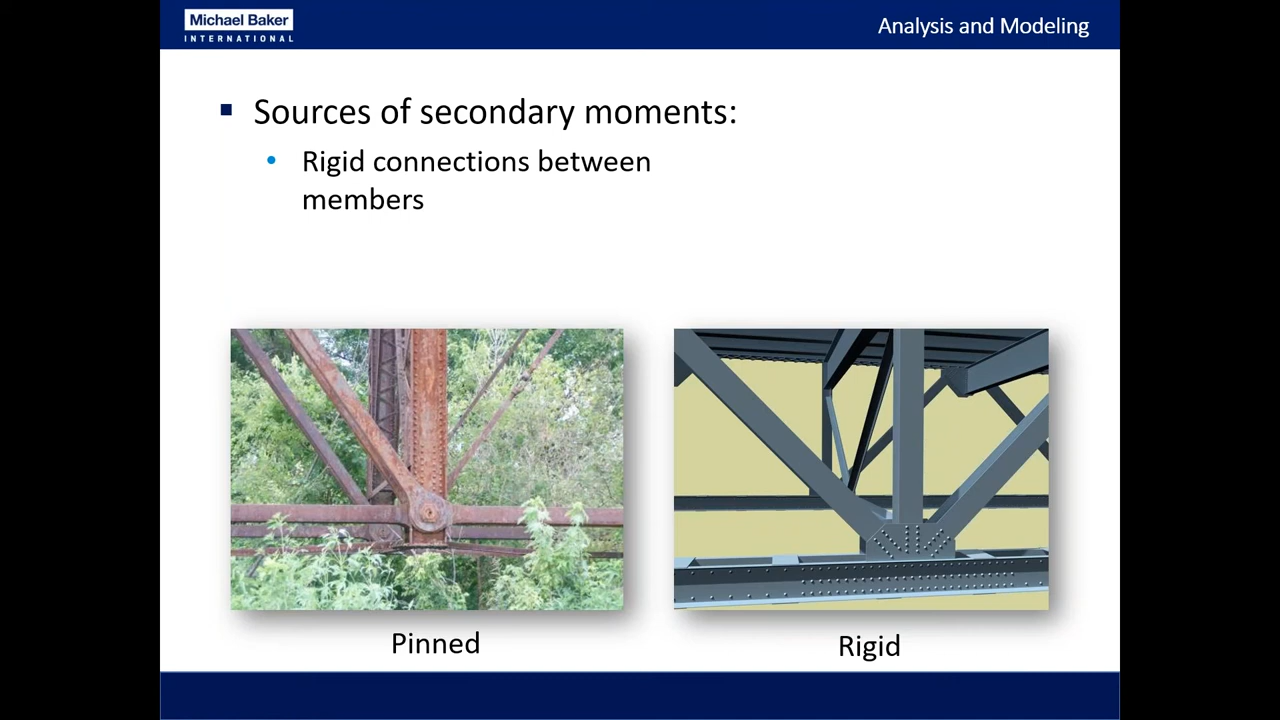 Michael Baker
INTERNATIONAL
Analysis and Modeling
Sources of secondary moments:
Rigid connections between
members
Pinned
Rigid